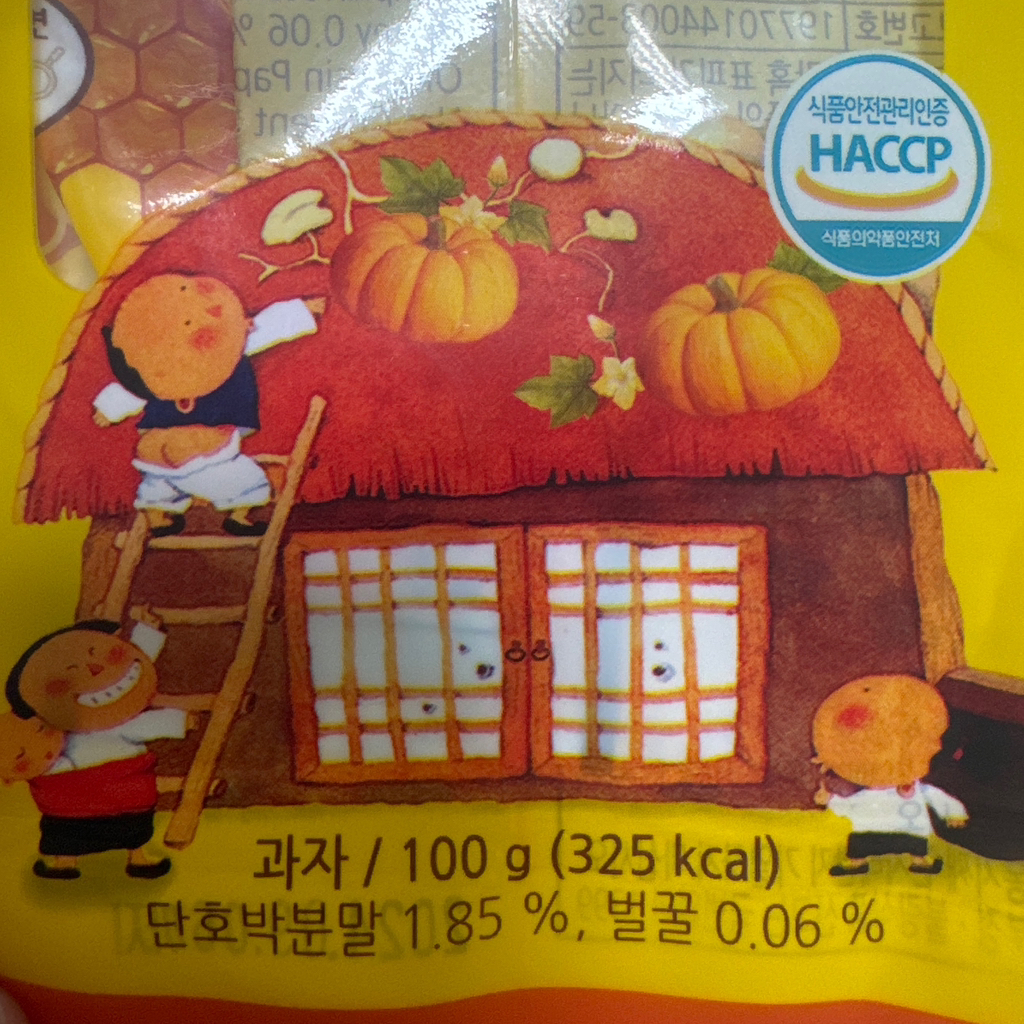 식품안전관리인증
HACCP
식품의약품안전처
과자 / 100 g (325 kcal)
단호박분말 1.85 %, 벌꿀 0.06 %